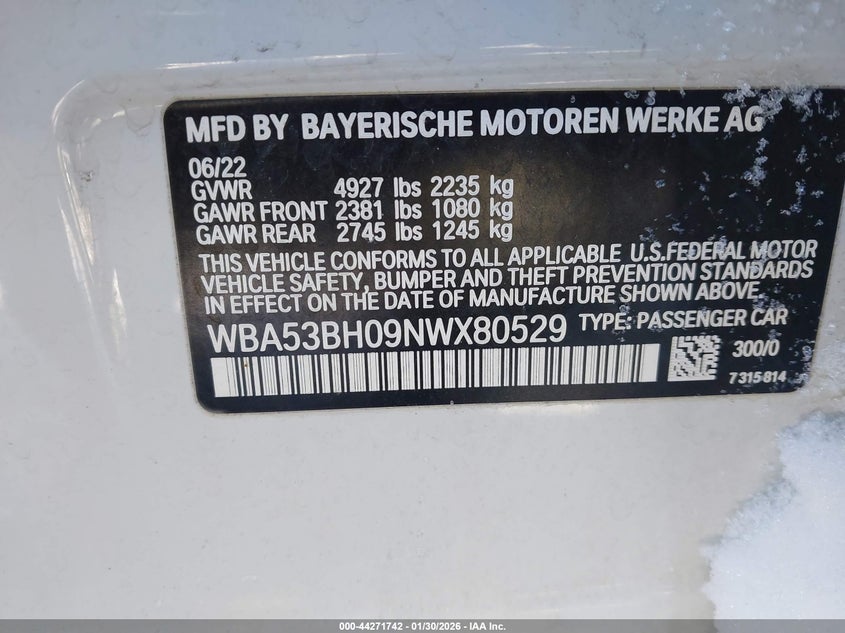 MFD BY BAYERISCHE MOTOREN WERKE AG
06/22
GVWR 4927 lbs 2235 kg
GAWR FRONT 2381 lbs 1080 kg
GAWR REAR 2745 lbs 1245 kg
THIS VEHICLE CONFORMS TO ALL APPLICABLE U.S.FEDERAL MOTOR
VEHICLE SAFETY, BUMPER AND THEFT PREVENTION STANDARDS
IN EFFECT ON THE DATE OF MANUFACTURE SHOWN ABOVE.
WBA53BH09NWX80529 TYPE: PASSENGER CAR
300/0
7315814
000-44271742 | 01/30/2026 - IAA Inc.